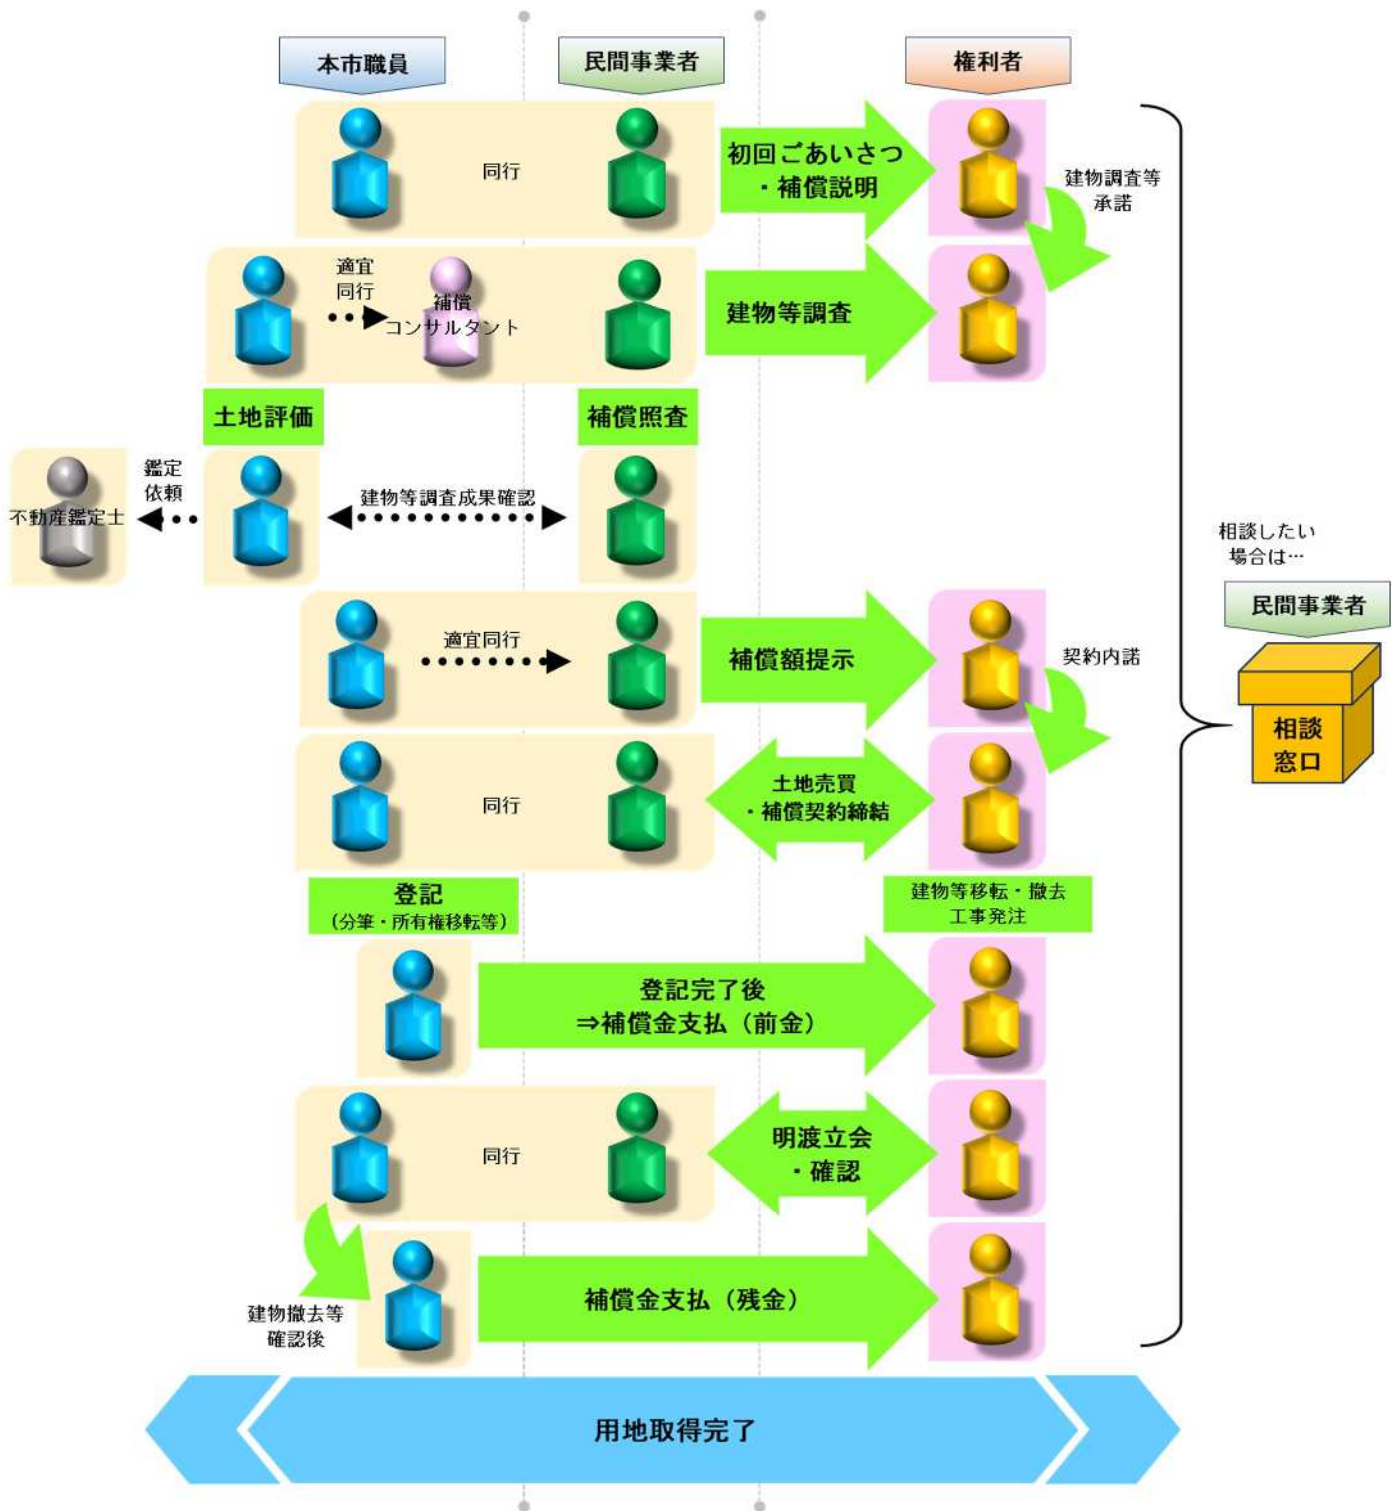 本市職員
民間事業者
権利者
同行
初回ごあいさつ
・補償説明
建物調査等
承諾
適宜
同行
補償
コンサルタント
建物等調査
土地評価
補償照査
鑑定
依頼
不動産鑑定士
建物等調査成果確認
相談したい
場合は…
民間事業者
相談
窓口
適宜同行
補償額提示
契約内諾
同行
土地売買
・補償契約締結
登記
（分筆・所有権移転等）
建物等移転・撤去
工事発注
登記完了後
⇒補償金支払（前金）
同行
明渡立会
・確認
建物撤去等
確認後
補償金支払（残金）
用地取得完了